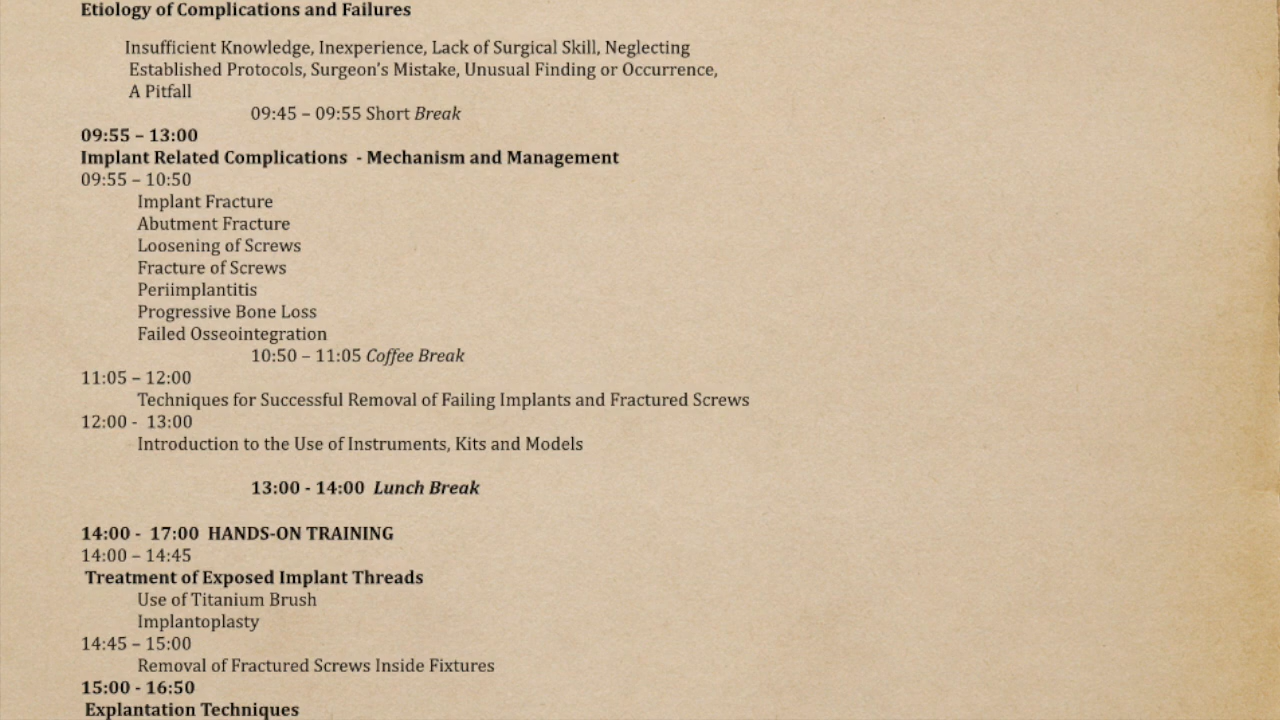 Etiology of Complications and Failures
Insufficient Knowledge, Inexperience, Lack of Surgical Skill, Neglecting
Established Protocols, Surgeon's Mistake, Unusual Finding or Occurrence,
A Pitfall
09:45 – 09:55 Short Break
09:55 – 13:00
Implant Related Complications  - Mechanism and Management
09:55 – 10:50
Implant Fracture
Abutment Fracture
Loosening of Screws
Fracture of Screws
Periimplantitis
Progressive Bone Loss
Failed Osseointegration
10:50 – 11:05 Coffee Break
11:05 – 12:00
Techniques for Successful Removal of Failing Implants and Fractured Screws
12:00 -  13:00
Introduction to the Use of Instruments, Kits and Models
13:00 - 14:00  Lunch Break
14:00 -  17:00  HANDS-ON TRAINING
14:00 – 14:45
Treatment of Exposed Implant Threads
Use of Titanium Brush
Implantoplasty
14:45 – 15:00
Removal of Fractured Screws Inside Fixtures
15:00 - 16:50
Explantation Techniques